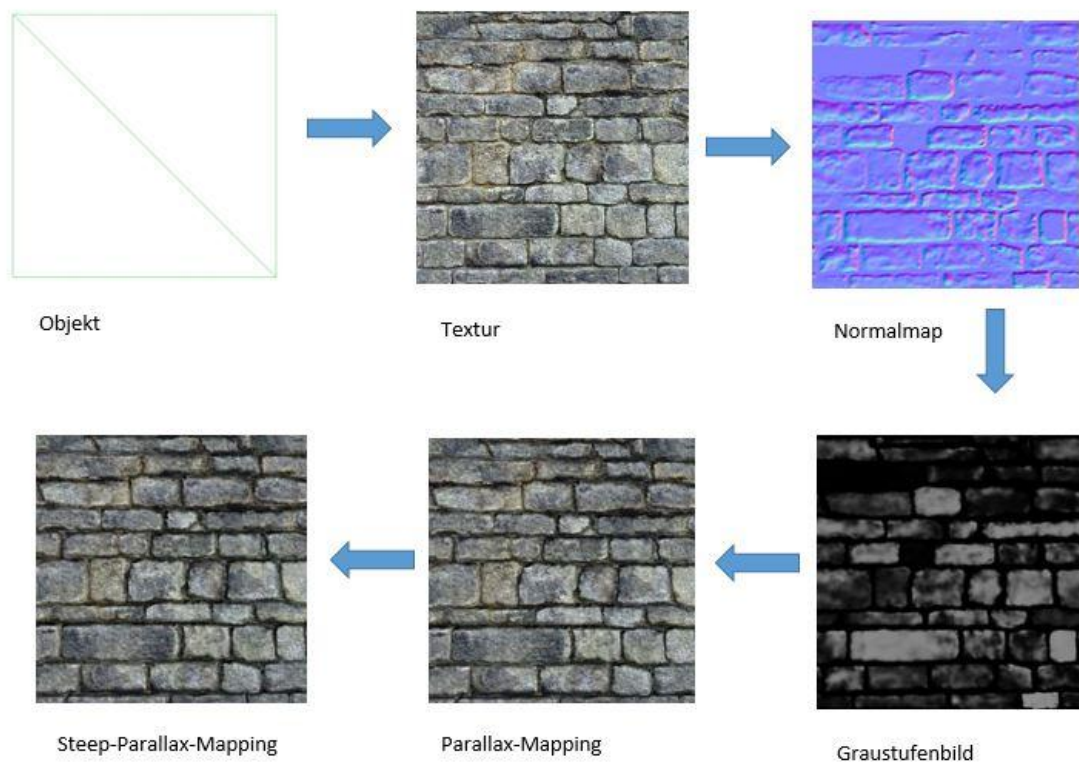 Objekt
Textur
Normalmap
Steep-Parallax-Mapping
Parallax-Mapping
Graustufenbild